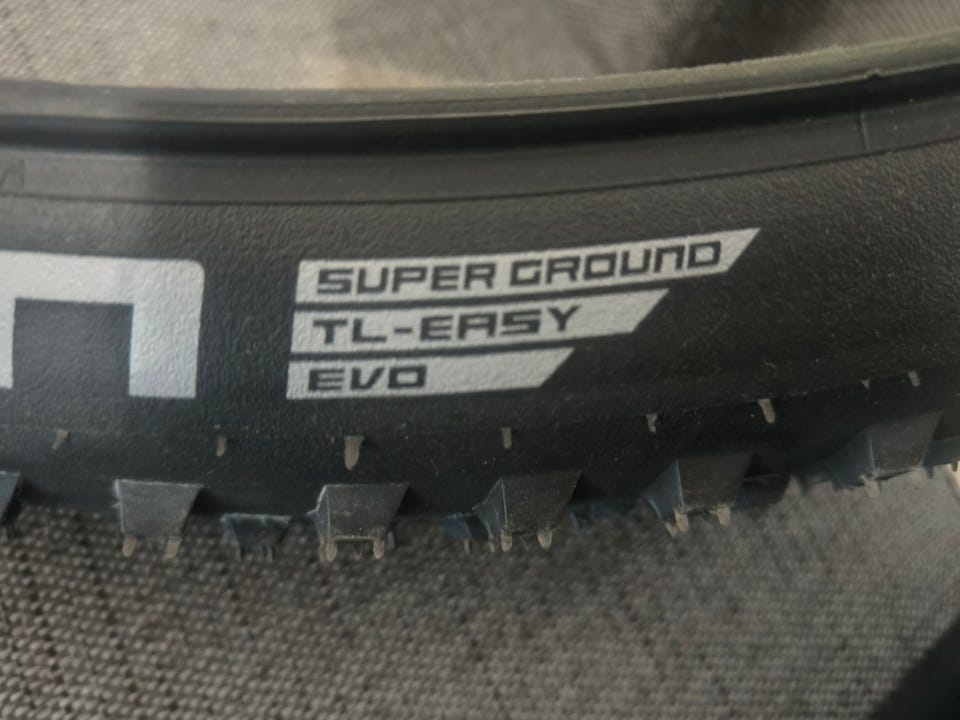 SUPER GROUND
TL-EASY
EVO